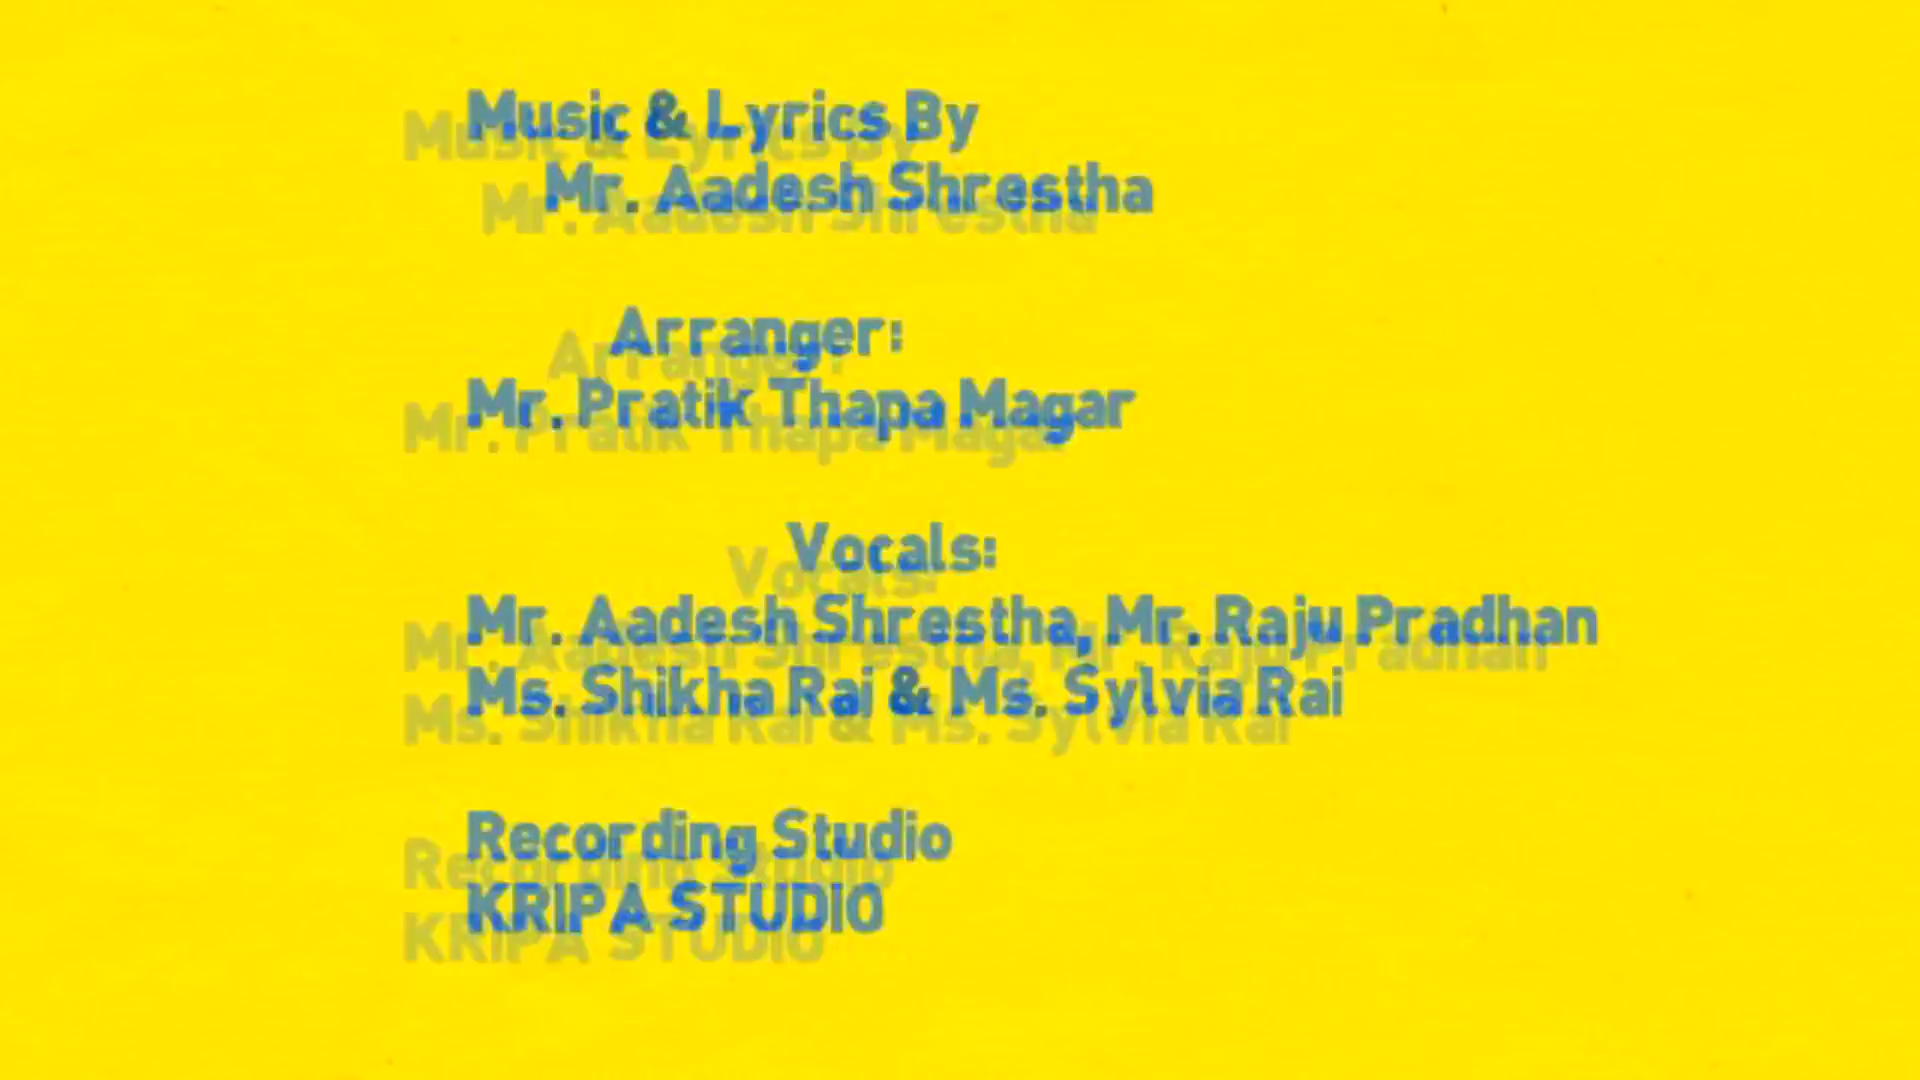 Music & Lyrics By
Mr. Aadesh Shrestha
Arranger:
Mr. Pratik Thapa Magar
Vocals:
Mr. Aadesh Shrestha, Mr. Raju Pradhan
Ms. Shikha Rai & Ms. Sylvia Rai
Recording Studio
KRIPA STUDIO